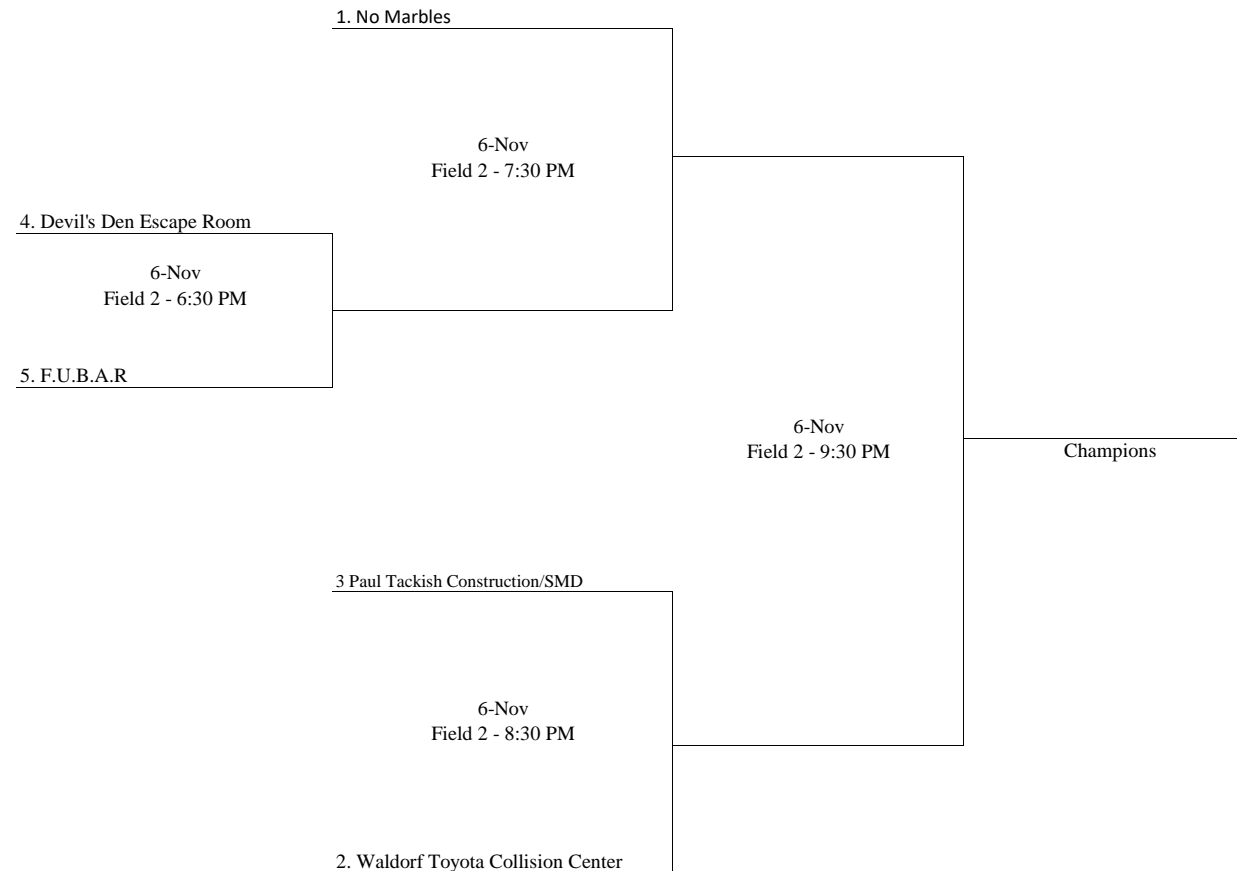 1. No Marbles
6-Nov
Field 2 - 7:30 PM
4. Devil's Den Escape Room
6-Nov
Field 2 - 6:30 PM
5. F.U.B.A.R
6-Nov
Field 2 - 9:30 PM
Champions
3 Paul Tackish Construction/SMD
6-Nov
Field 2 - 8:30 PM
2. Waldorf Toyota Collision Center